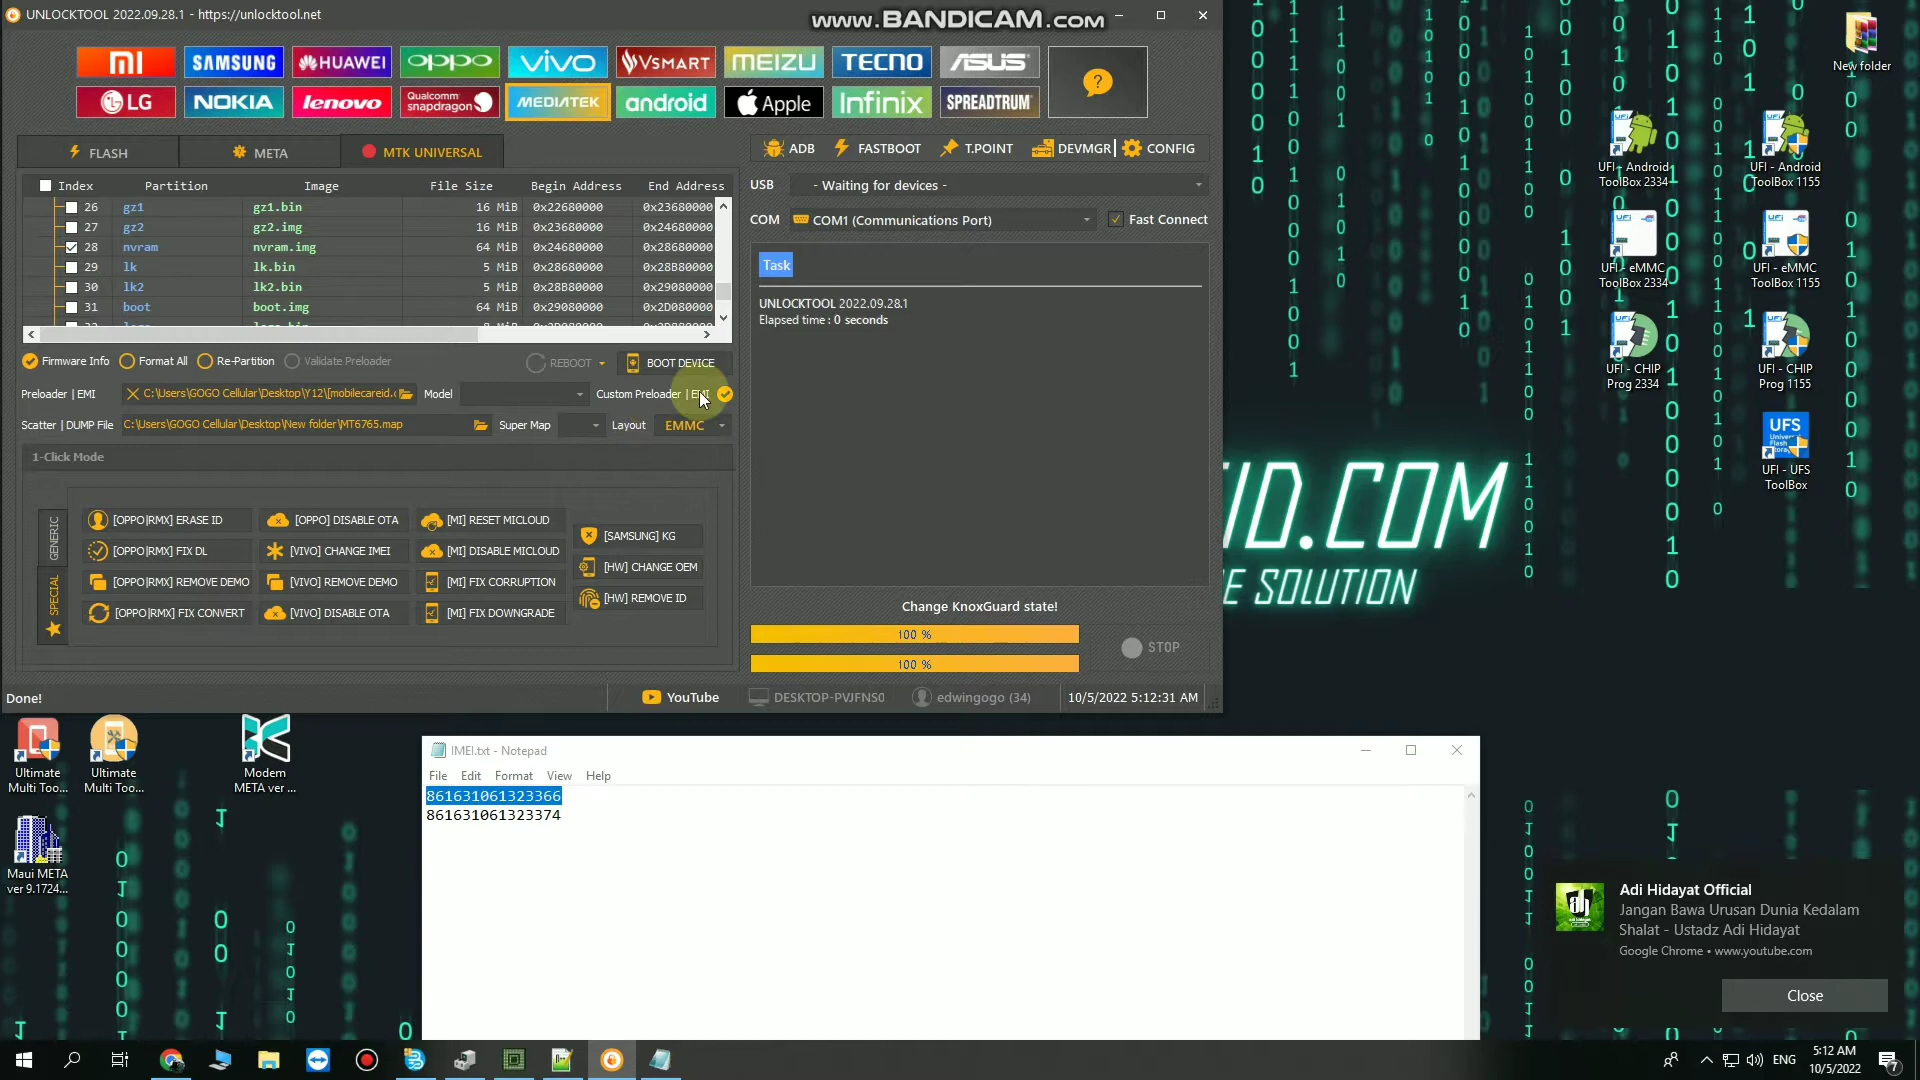 UNLOCKTOOL 2022.09.28.1 - https://unlocktool.net
www.BANDICAM.com
mi SAMSUNG HUAWEI oppo vivo VSMART MEIZU TECNO ASUS
LG NOKIA lenovo Qualcomm snapdragon MEDIATEK android Apple Infinix SPREADTRUM
?
FLASH META MTK UNIVERSAL
ADB FASTBOOT T.POINT DEVMGR CONFIG
Index Partition Image File Size Begin Address End Address
26 gz1 gz1.bin 16 MiB 0x22680000 0x23680000
27 gz2 gz2.img 16 MiB 0x23680000 0x24680000
28 nvram nvram.img 64 MiB 0x24680000 0x28680000
29 lk lk.bin 5 MiB 0x28680000 0x28B80000
30 lk2 lk2.bin 5 MiB 0x28B80000 0x29080000
31 boot boot.img 64 MiB 0x29080000 0x2D080000
USB - Waiting for devices -
COM COM1 (Communications Port) Fast Connect
Task
UNLOCKTOOL 2022.09.28.1
Elapsed time : 0 seconds
Firmware Info Format All Re-Partition Validate Preloader REBOOT BOOT DEVICE
Preloader | EMI C:\Users\GOGO Cellular\Desktop\Y12\[mobilecareid.c Model Custom Preloader | EMI
Scatter | DUMP File C:\Users\GOGO Cellular\Desktop\New folder\MT6765.map Super Map Layout EMMC
1-Click Mode
GENERIC
SPECIAL
[OPPO|RMX] ERASE ID [OPPO] DISABLE OTA [MI] RESET MICLOUD [SAMSUNG] KG
[OPPO|RMX] FIX DL [VIVO] CHANGE IMEI [MI] DISABLE MICLOUD [HW] CHANGE OEM
[OPPO|RMX] REMOVE DEMO [VIVO] REMOVE DEMO [MI] FIX CORRUPTION [HW] REMOVE ID
[OPPO|RMX] FIX CONVERT [VIVO] DISABLE OTA [MI] FIX DOWNGRADE
Change KnoxGuard state!
100 %
100 %
STOP
Done! YouTube DESKTOP-PVJFNS0 edwingogo (34) 10/5/2022 5:12:31 AM
New folder
UFI - Android ToolBox 2334
UFI - Android ToolBox 1155
UFI - eMMC ToolBox 2334
UFI - eMMC ToolBox 1155
UFI - CHIP Prog 2334
UFI - CHIP Prog 1155
UFS
UFI - UFS ToolBox
ID.COM
E SOLUTION
Ultimate Multi Too...
Ultimate Multi Too...
Modem META ver ...
Maui META ver 9.1724...
IMEI.txt - Notepad
File Edit Format View Help
861631061323366
861631061323374
Adi Hidayat Official
Jangan Bawa Urusan Dunia Kedalam
Shalat - Ustadz Adi Hidayat
Google Chrome • www.youtube.com
Close
ENG 5:12 AM
10/5/2022
7